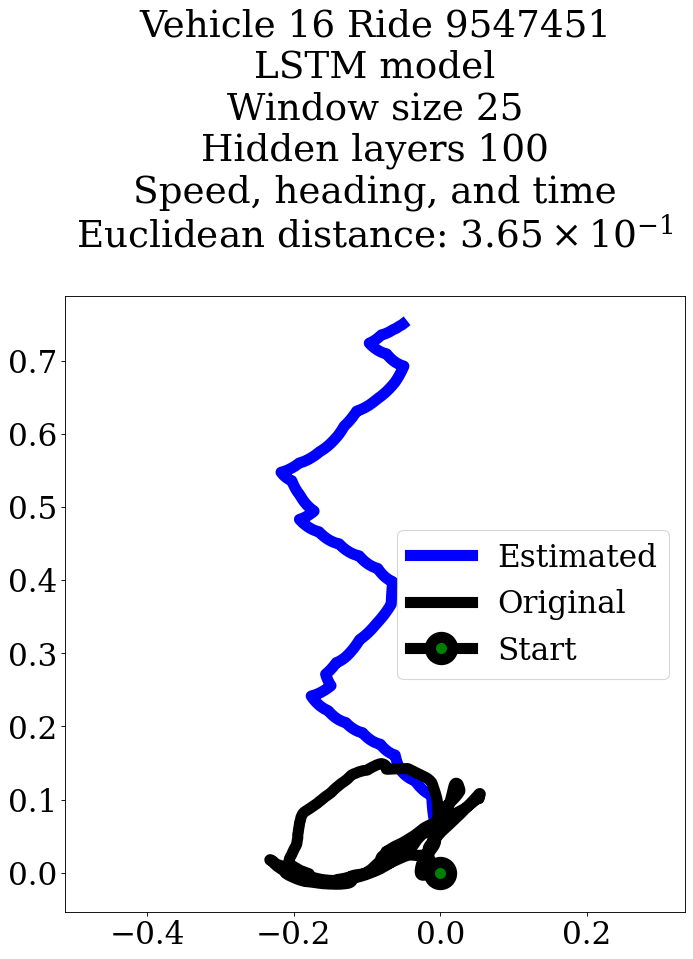 Vehicle 16 Ride 9547451
LSTM model
Window size 25
Hidden layers 100
Speed, heading, and time
Euclidean distance: 3.65 × 10⁻¹
0.7
0.6
0.5
0.4
0.3
0.2
0.1
0.0
Estimated
Original
Start
−0.4 −0.2 0.0 0.2